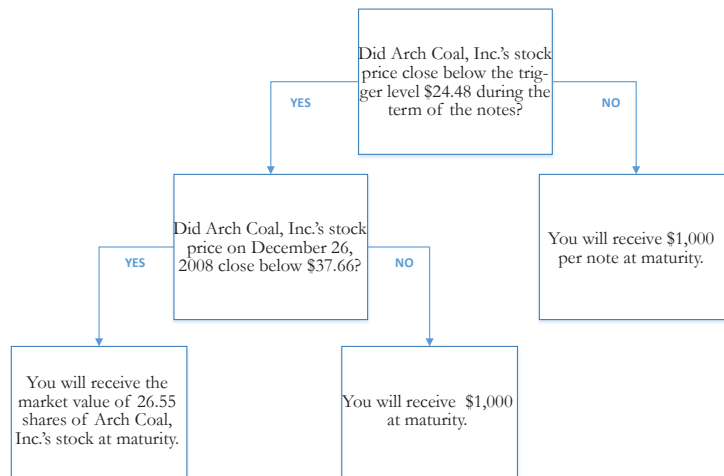 Did Arch Coal, Inc.'s stock
price close below the trig-
ger level $24.48 during the
term of the notes?
YES
NO
Did Arch Coal, Inc.'s stock
price on December 26,
2008 close below $37.66?
You will receive $1,000
per note at maturity.
YES
NO
You will receive the
market value of 26.55
shares of Arch Coal,
Inc.'s stock at maturity.
You will receive $1,000
at maturity.